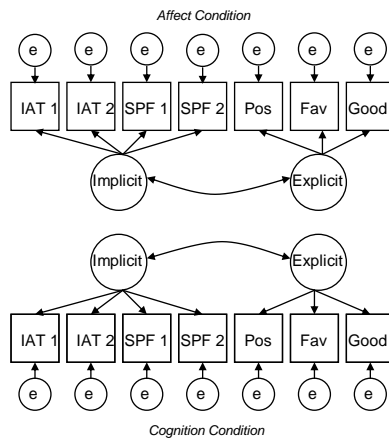 Affect Condition
e e e e e e e
IAT 1 IAT 2 SPF 1 SPF 2 Pos Fav Good
Implicit Explicit
Implicit Explicit
IAT 1 IAT 2 SPF 1 SPF 2 Pos Fav Good
e e e e e e e
Cognition Condition